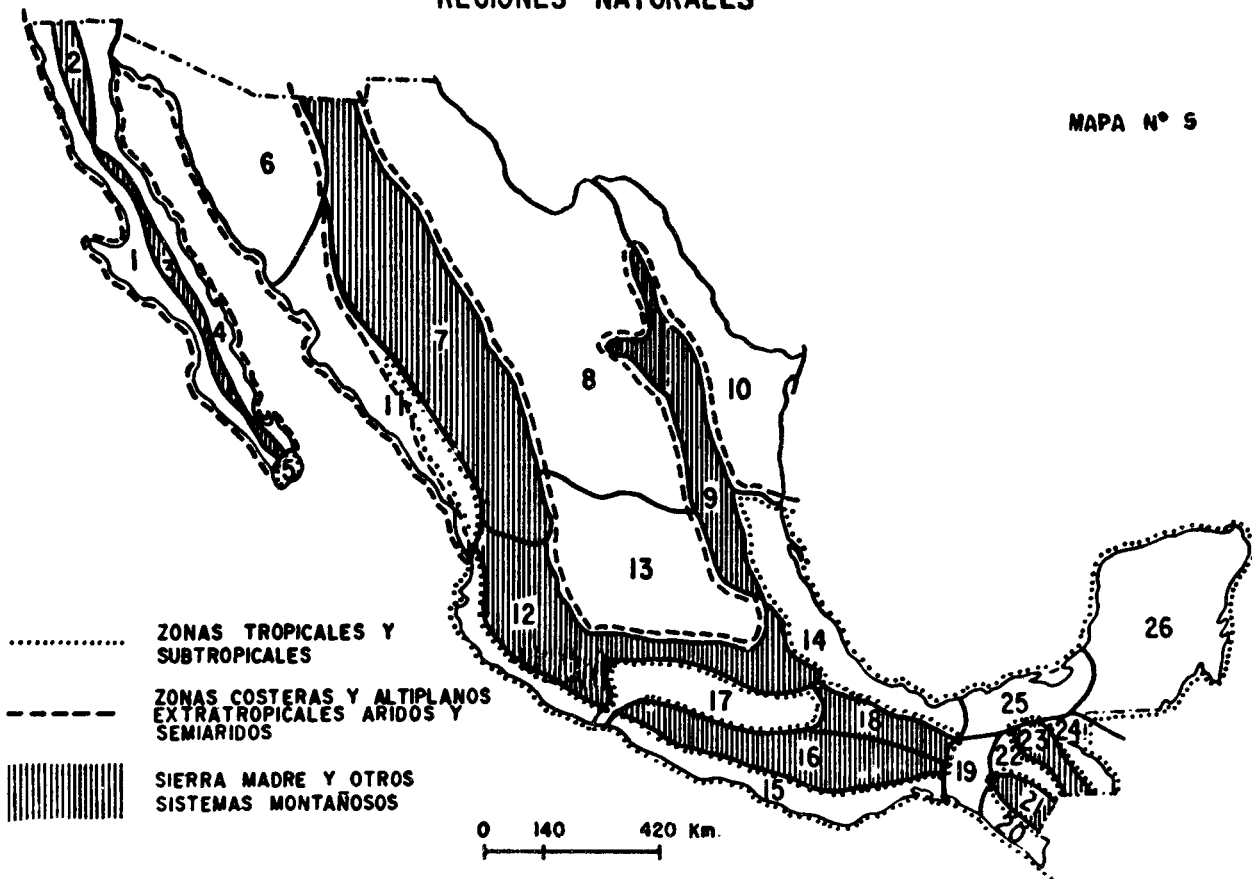 REGIONES NATURALES
MAPA Nº 5
2
6
1
3
4
5
7
8
10
11
9
13
12
14
26
17
18
25
16
15
19
22
23
24
21
20
ZONAS TROPICALES Y
SUBTROPICALES
ZONAS COSTERAS Y ALTIPLANOS
EXTRATROPICALES ARIDOS Y
SEMIARIDOS
SIERRA MADRE Y OTROS
SISTEMAS MONTAÑOSOS
0 140 420 Km.